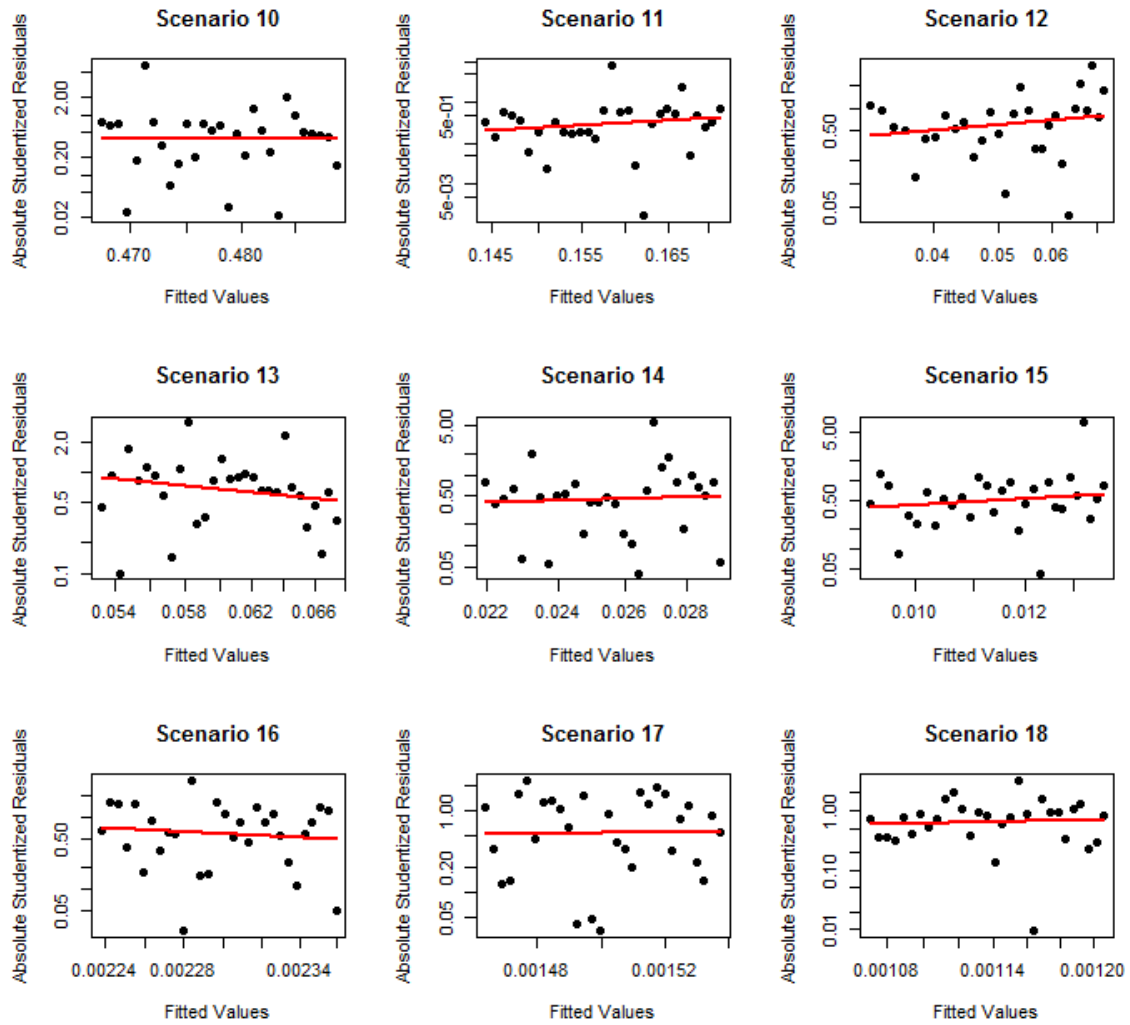 Scenario 10
Scenario 11
Scenario 12
Absolute Studentized Residuals
0.02 0.20 2.00
0.470 0.480
Fitted Values
Absolute Studentized Residuals
5e-03 5e-01
0.145 0.155 0.165
Fitted Values
Absolute Studentized Residuals
0.05 0.50
0.04 0.05 0.06
Fitted Values
Scenario 13
Scenario 14
Scenario 15
Absolute Studentized Residuals
0.1 0.5 2.0
0.054 0.058 0.062 0.066
Fitted Values
Absolute Studentized Residuals
0.05 0.50 5.00
0.022 0.024 0.026 0.028
Fitted Values
Absolute Studentized Residuals
0.05 0.50 5.00
0.010 0.012
Fitted Values
Scenario 16
Scenario 17
Scenario 18
Absolute Studentized Residuals
0.05 0.50
0.00224 0.00228 0.00234
Fitted Values
Absolute Studentized Residuals
0.05 0.20 1.00
0.00148 0.00152
Fitted Values
Absolute Studentized Residuals
0.01 0.10 1.00
0.00108 0.00114 0.00120
Fitted Values